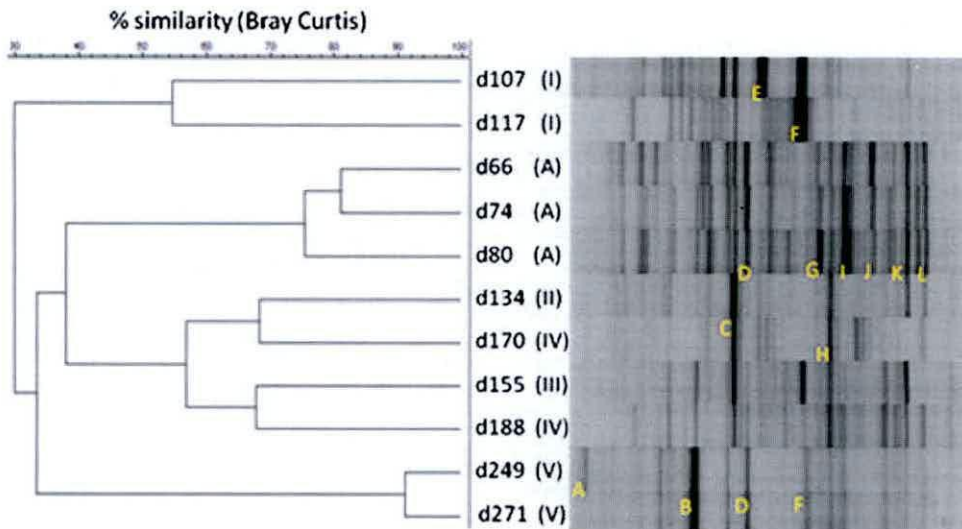 % similarity (Bray Curtis)
30 40 50 60 70 80 90 100
d107 (I)
E
d117 (I)
F
d66 (A)
d74 (A)
d80 (A)
D G I J K L
d134 (II)
C
d170 (IV)
H
d155 (III)
d188 (IV)
d249 (V)
A
d271 (V)
B D F